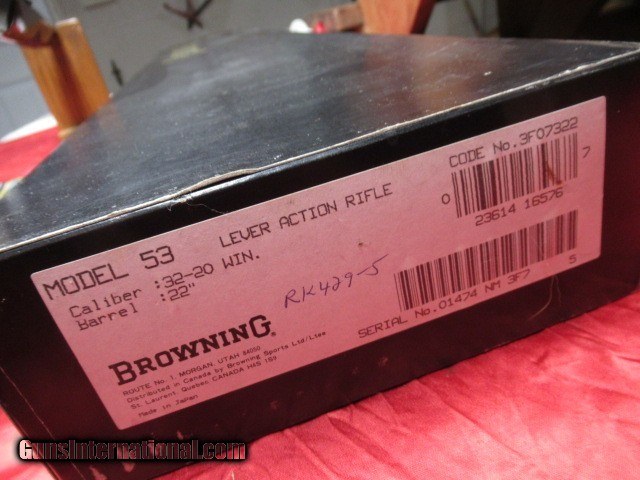 MODEL 53 LEVER ACTION RIFLE
CODE No.3F07322
Caliber :32-20 WIN.
Barrel :22"
0 23614 16576 7
RK429-5
SERIAL No.01474 NM 3F7 5
BROWNING
ROUTE No. 1, MORGAN, UTAH 84050
Distributed in Canada by Browning Sports Ltd/Ltee
St. Laurent, Quebec CANADA H4S
Made in Japan
GunsInternational.com